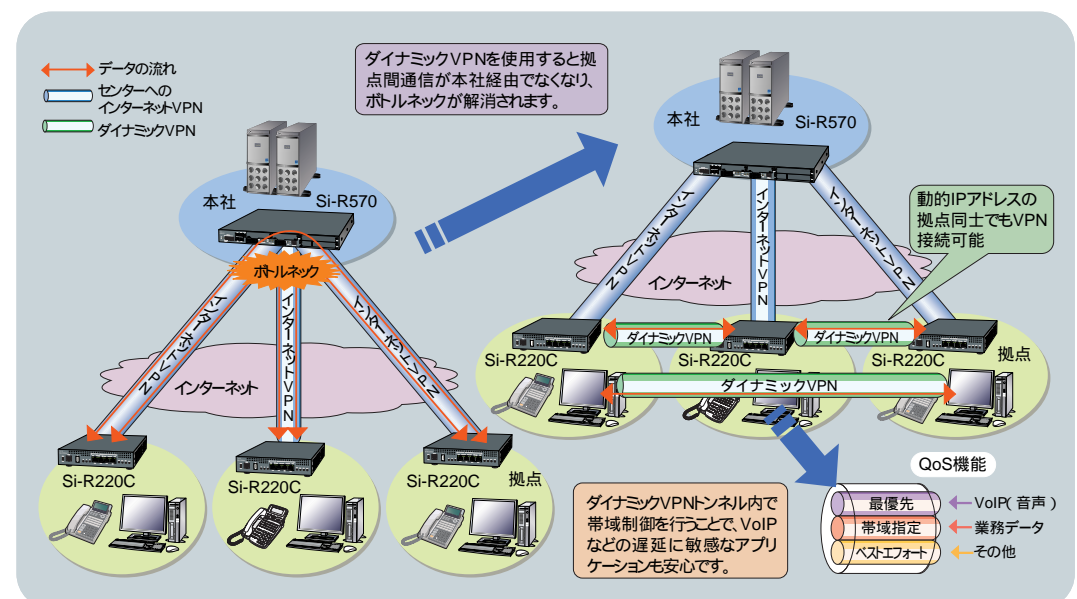 データの流れ
センターへの
インターネットVPN
ダイナミックVPN
ダイナミックVPNを使用すると拠
点間通信が本社経由でなくなり、
ボトルネックが解消されます。
本社
Si-R570
ボトルネック
インターネットVPN
インターネットVPN
インターネットVPN
インターネット
Si-R220C
Si-R220C
Si-R220C
拠点
本社
Si-R570
動的IPアドレスの
拠点同士でもVPN
接続可能
インターネットVPN
インターネットVPN
インターネットVPN
インターネット
ダイナミックVPN
ダイナミックVPN
Si-R220C
Si-R220C
Si-R220C
拠点
ダイナミックVPN
ダイナミックVPNトンネル内で
帯域制御を行うことで、VoIP
などの遅延に敏感なアプリ
ケーションも安心です。
QoS機能
最優先
VoIP(音声)
帯域指定
業務データ
ベストエフォート
その他